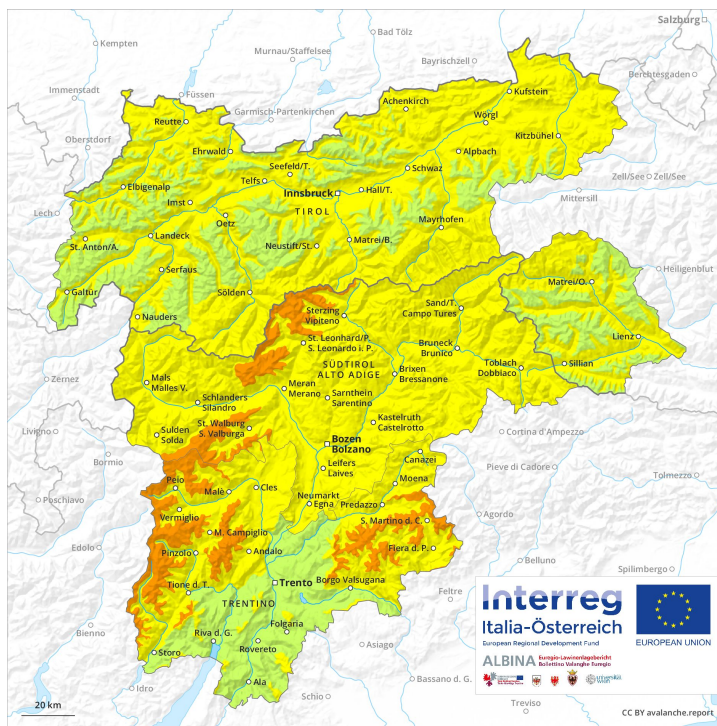 Salzburg
Kempten
Bad Tölz
Murnau/Staffelsee
Bayrischzell
Berchtesgaden
Immenstadt
Füssen
Garmisch-Partenkirchen
Achenkirch
Kufstein
Reutte
Wörgl
Oberstdorf
Ehrwald
Kitzbühel
Alpbach
Seefeld/T.
Schwaz
Zell/See
Zell/See
Elbigenalp
Telfs
Innsbruck
Hall/T.
Mittersill
Lech
Imst
TIROL
Oetz
Mayrhofen
St. Anton/A.
Landeck
Neustift/St.
Matrei/B.
Serfaus
Heiligenblut
Galtür
Sölden
Matrei/O.
Nauders
Sterzing
Vipiteno
Sand/T.
Campo Tures
Lienz
St. Leonhard/P.
S. Leonardo i. P.
Bruneck
Brunico
Sillian
Toblach
Dobbiaco
SÜDTIROL
ALTO ADIGE
Brixen
Bressanone
Zernez
Mals
Malles V.
Meran
Merano
Schlanders
Silandro
Sarnthein
Sarentino
Kastelruth
Castelrotto
St. Walburg
S. Valburga
Livigno
Sulden
Solda
Cortina d'Ampezzo
Bozen
Bolzano
Bormio
Canazei
Pieve di Cadore
Leifers
Laives
Tolmezzo
Peio
Moena
Poschiavo
Malè
Cles
Neumarkt
Egna
Predazzo
Vermiglio
Agordo
S. Martino d. C.
M. Campiglio
Edolo
Pinzolo
Andalo
Fiera d. P.
Belluno
Spilimbergo
Trento
Borgo Valsugana
Tione d. T.
Feltre
TRENTINO
Folgaria
Bienno
Riva d. G.
Rovereto
Storo
Asiago
Idro
Ala
Schio
Bassano d. G.
Treviso
Interreg
Italia-Österreich
European Regional Development Fund
EUROPEAN UNION
ALBINA
Euregio-Lawinenlagebericht
Bollettino Valanghe Euregio
universität
wien
20 km
CC BY avalanche.report